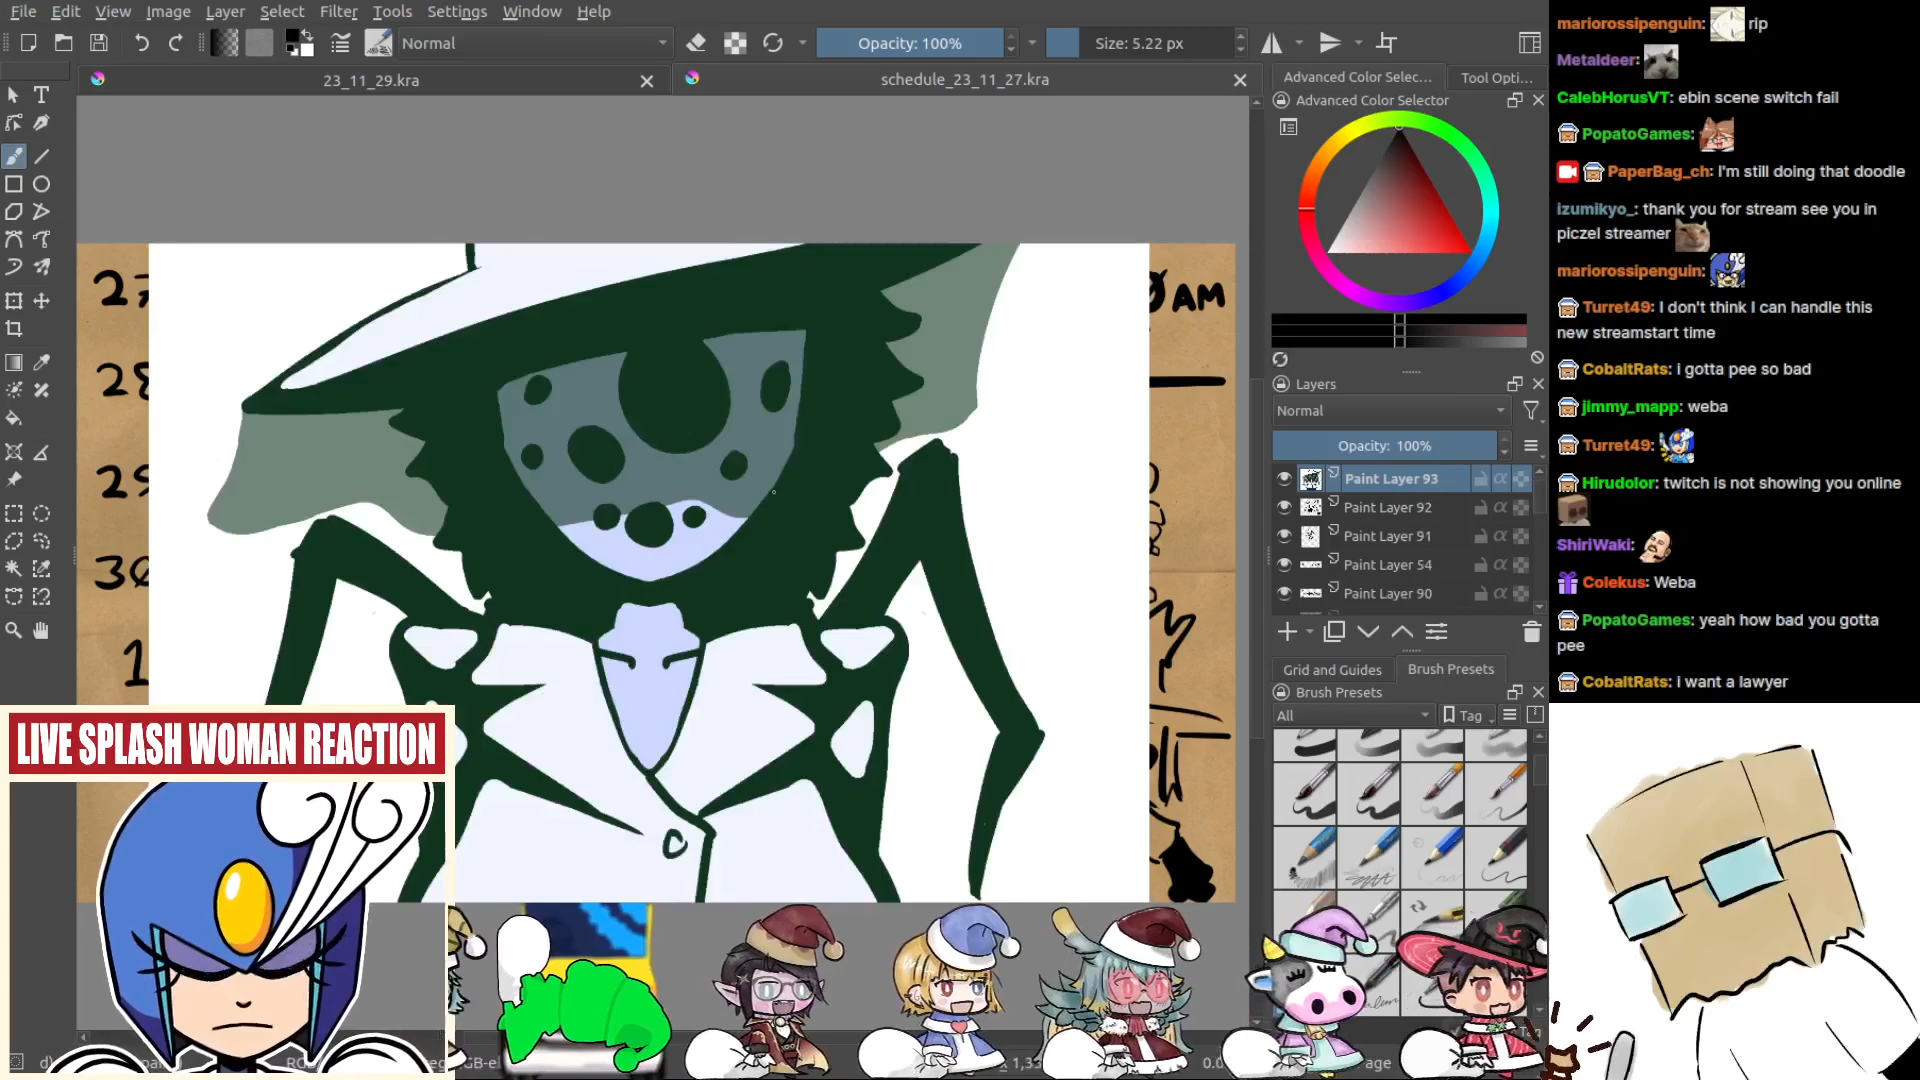 File Edit View Image Layer Select Filter Tools Settings Window Help
Normal
Opacity: 100%
Size: 5.22 px
23_11_29.kra
schedule_23_11_27.kra
Advanced Color Selec...
Tool Opti...
Advanced Color Selector
Layers
Normal
Opacity: 100%
Paint Layer 93
Paint Layer 92
Paint Layer 91
Paint Layer 54
Paint Layer 90
Grid and Guides
Brush Presets
Brush Presets
All
Tag
27
28
29
30
1
AM
LIVE SPLASH WOMAN REACTION
mariorossipenguin: rip
Metaldeer:
CalebHorusVT: ebin scene switch fail
PopatoGames:
PaperBag_ch: I'm still doing that doodle
izumikyo_: thank you for stream see you in
piczel streamer
mariorossipenguin:
Turret49: I don't think I can handle this
new streamstart time
CobaltRats: i gotta pee so bad
jimmy_mapp: weba
Turret49:
Hirudolor: twitch is not showing you online
ShiriWaki:
Colekus: Weba
PopatoGames: yeah how bad you gotta
pee
CobaltRats: i want a lawyer